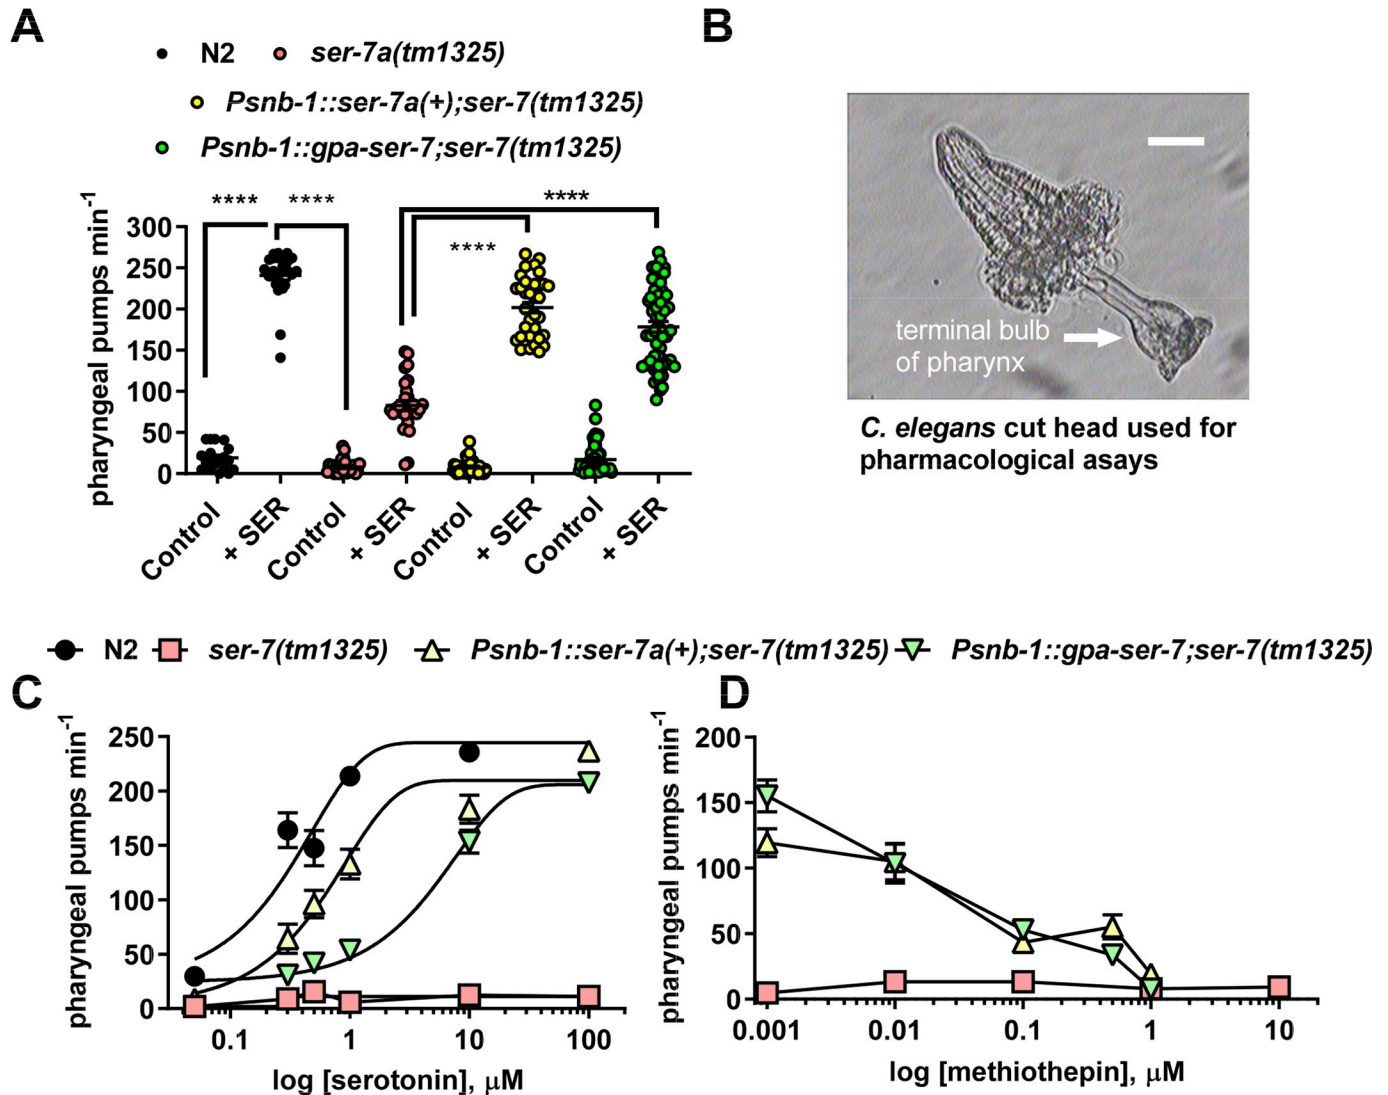 A
N2 ser-7a(tm1325)
Psnb-1::ser-7a(+);ser-7(tm1325)
Psnb-1::gpa-ser-7;ser-7(tm1325)
**** **** ****
****
pharyngeal pumps min-1
300
250
200
150
100
50
0
Control
+ SER
Control
+ SER
Control
+ SER
Control
+ SER
B
terminal bulb
of pharynx
C. elegans cut head used for
pharmacological asays
N2 ser-7(tm1325) Psnb-1::ser-7a(+);ser-7(tm1325) Psnb-1::gpa-ser-7;ser-7(tm1325)
C
pharyngeal pumps min-1
250
200
150
100
50
0
0.1 1 10 100
log [serotonin], μM
D
pharyngeal pumps min-1
200
150
100
50
0
0.001 0.01 0.1 1 10
log [methiothepin], μM